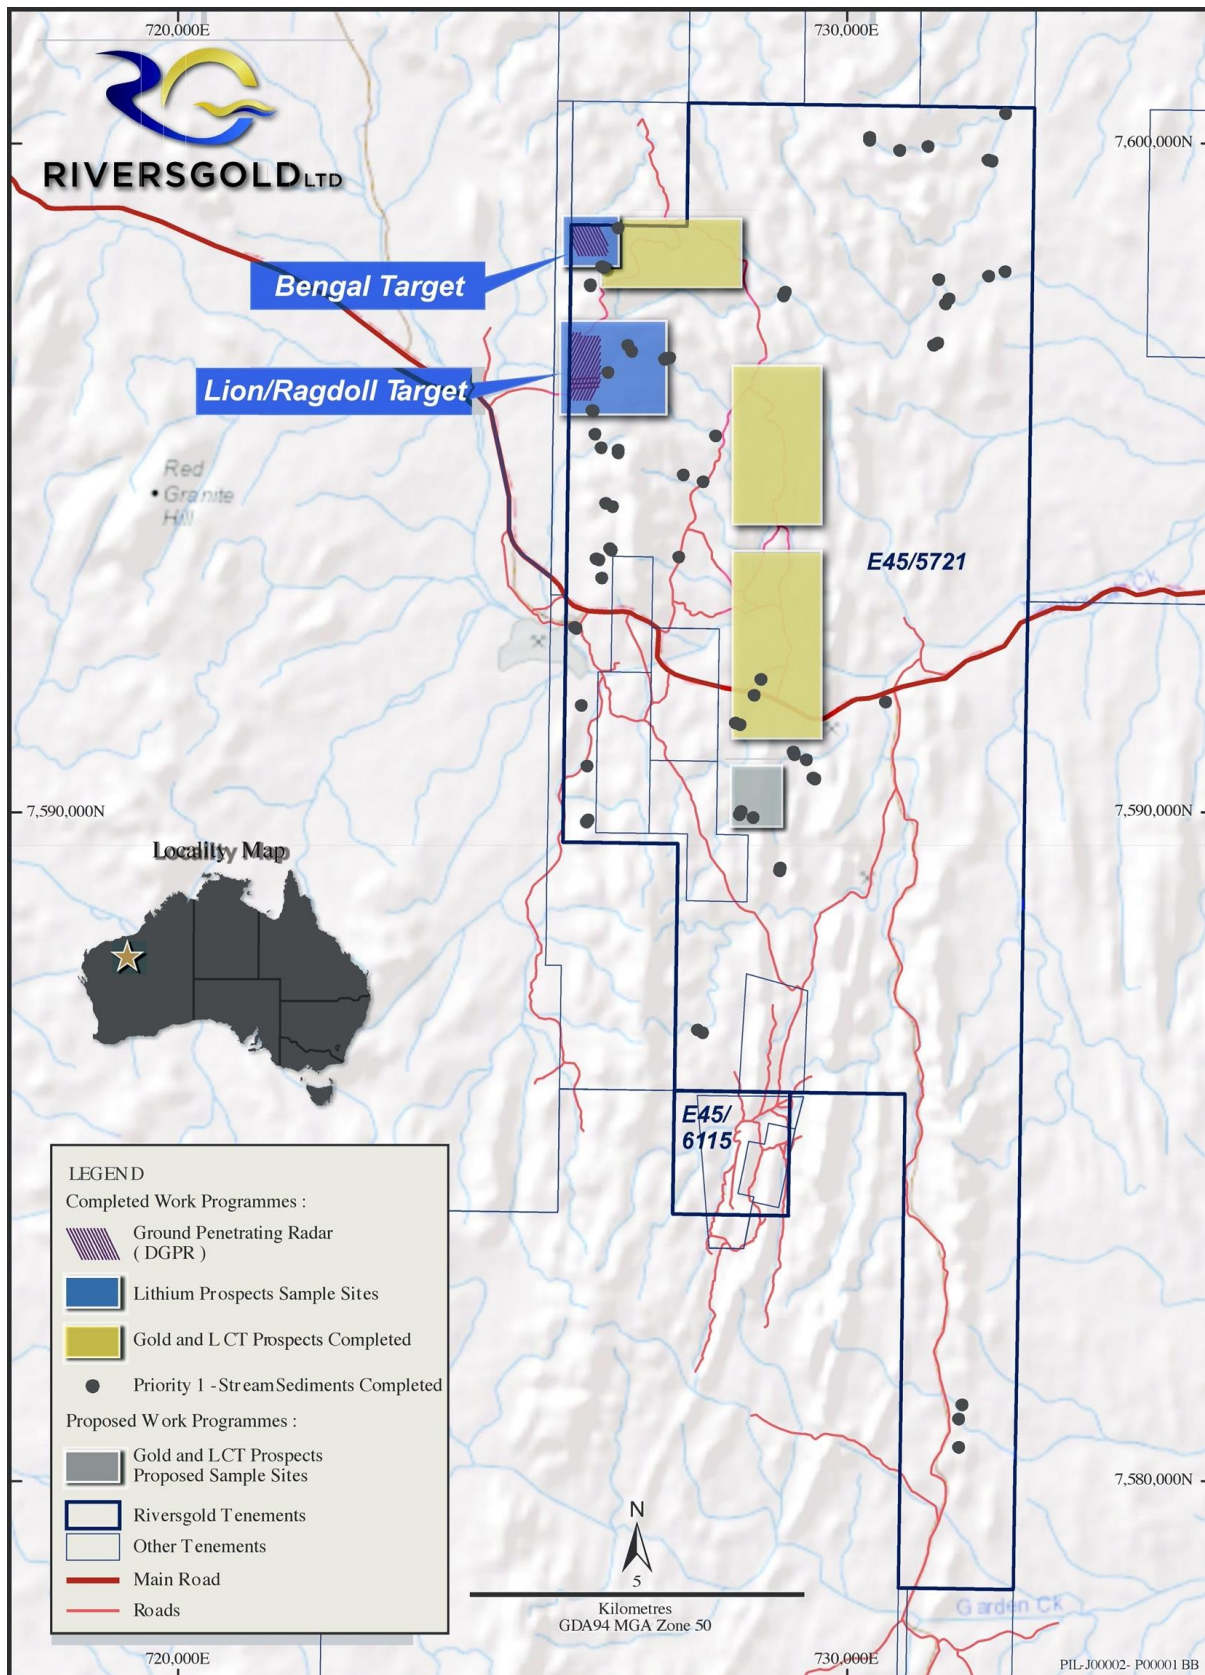 720,000E
730,000E
RIVERSGOLD LTD
7,600,000N
Bengal Target
Lion/Ragdoll Target
Red
Granite
Hill
E45/5721
Ck
7,590,000N
7,590,000N
Locality Map
E45/
6115
LEGEND
Completed Work Programmes :
Ground Penetrating Radar
( DGPR )
Lithium Prospects Sample Sites
Gold and LCT Prospects Completed
Priority 1 - Stream Sediments Completed
Proposed Work Programmes :
Gold and LCT Prospects
Proposed Sample Sites
Riversgold Tenements
Other Tenements
Main Road
Roads
7,580,000N
N
5
Kilometres
GDA94 MGA Zone 50
Garden Ck
720,000E
730,000E
PIL-J00002- P00001 BB